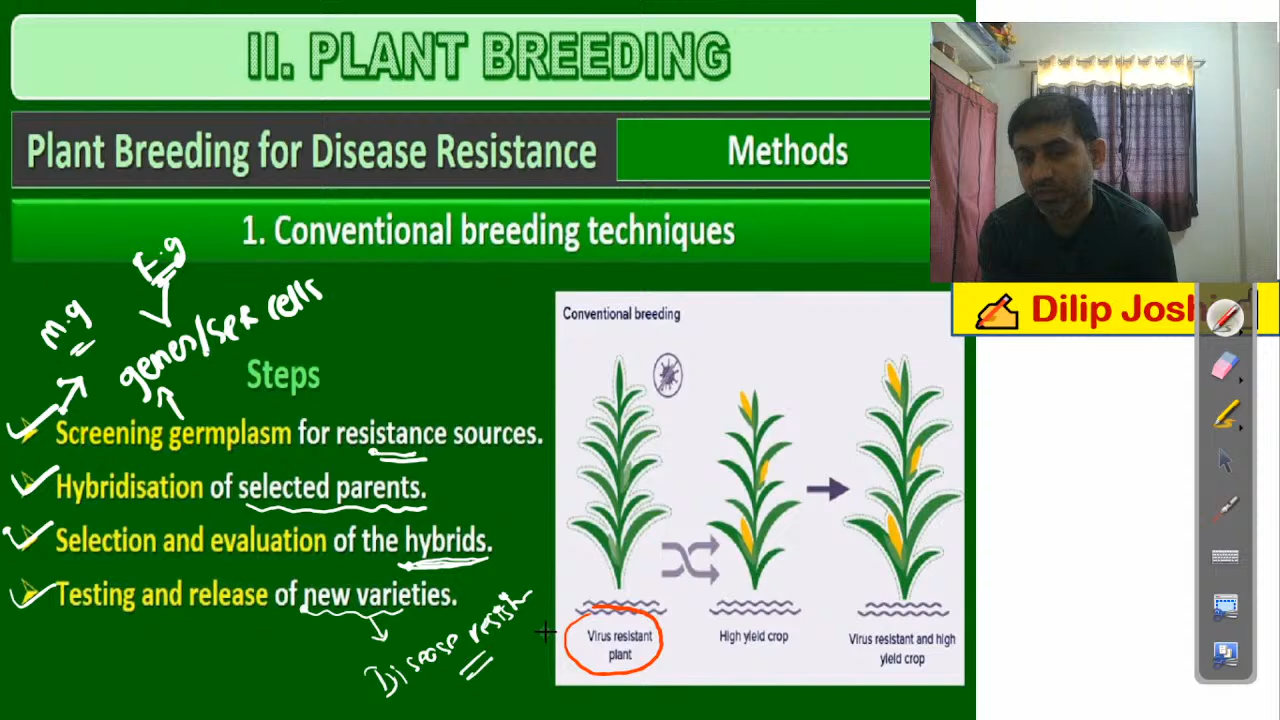 II. PLANT BREEDING
Plant Breeding for Disease Resistance
Methods
1. Conventional breeding techniques
Dilip Josh
F.g
m.g
genes/sex cells
Steps
Screening germplasm for resistance sources.
Hybridisation of selected parents.
Selection and evaluation of the hybrids.
Testing and release of new varieties.
Disease resist
Conventional breeding
Virus resistant
plant
High yield crop
Virus resistant and high
yield crop